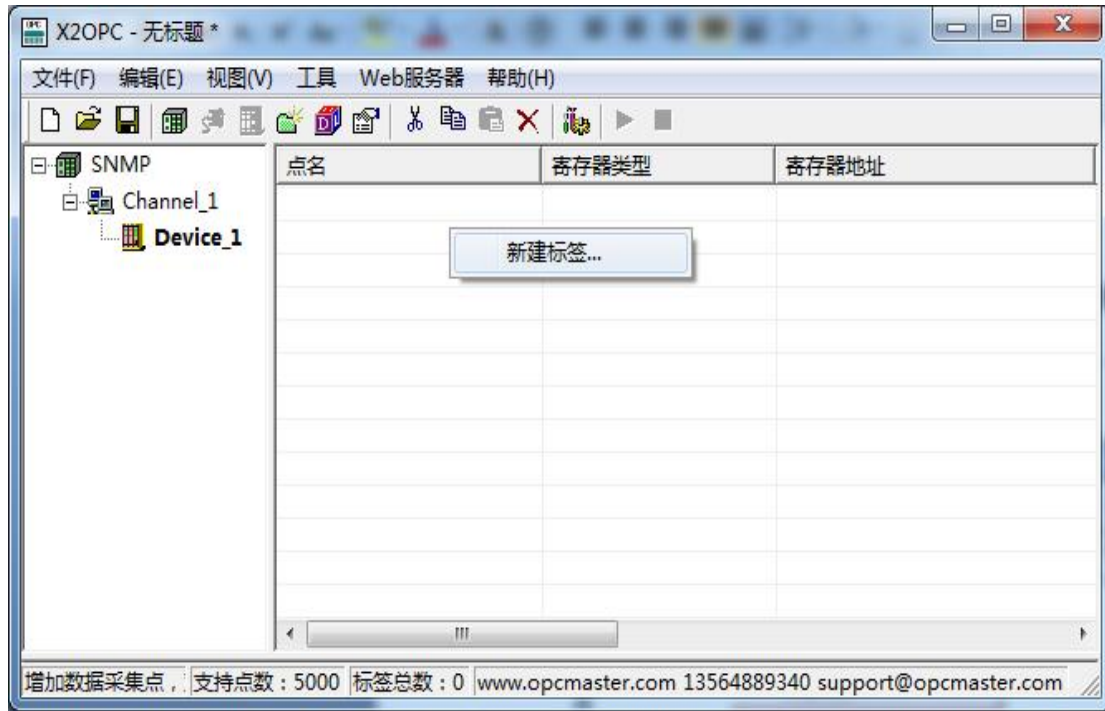 X2OPC - 无标题 *
文件(F) 编辑(E) 视图(V) 工具 Web服务器 帮助(H)
SNMP
Channel_1
Device_1
点名 寄存器类型 寄存器地址
新建标签...
增加数据采集点， 支持点数：5000 标签总数：0 www.opcmaster.com 13564889340 support@opcmaster.com